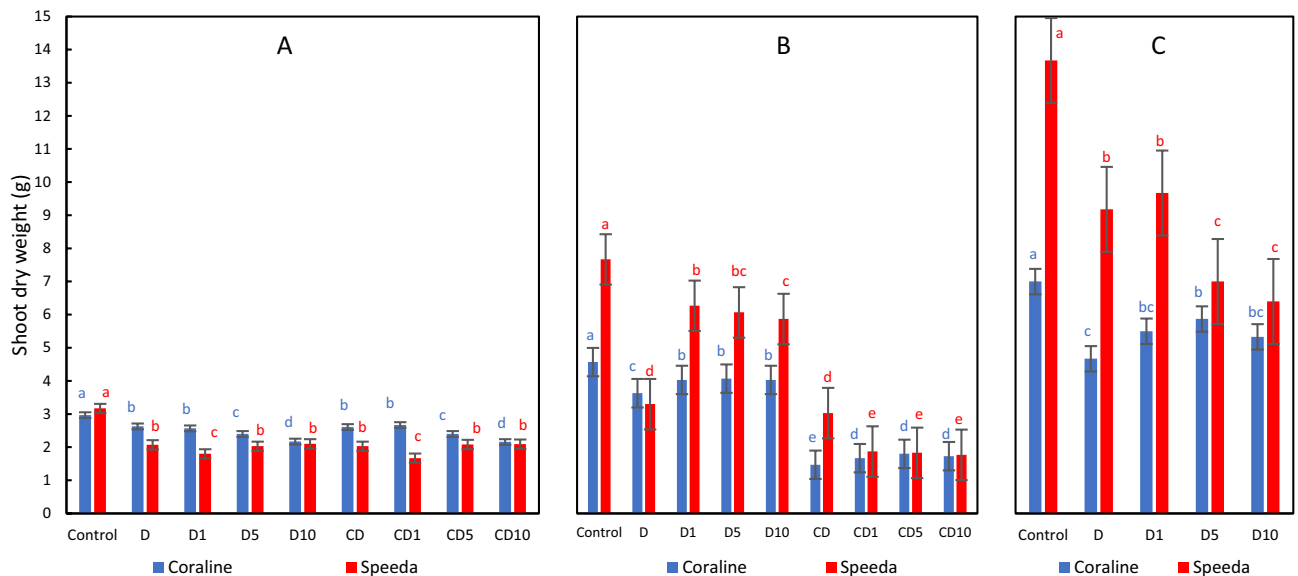 Shoot dry weight (g)
15
14
13
12
11
10
9
8
7
6
5
4
3
2
1
0
A
a a b b b c c b d b b b b c c b d b
Control D D1 D5 D10 CD CD1 CD5 CD10
Coraline Speeda
B
a a c d b b b bc b c e d d e d e d e
Control D D1 D5 D10 CD CD1 CD5 CD10
Coraline Speeda
C
a a c b bc b b c bc c
Control D D1 D5 D10
Coraline Speeda